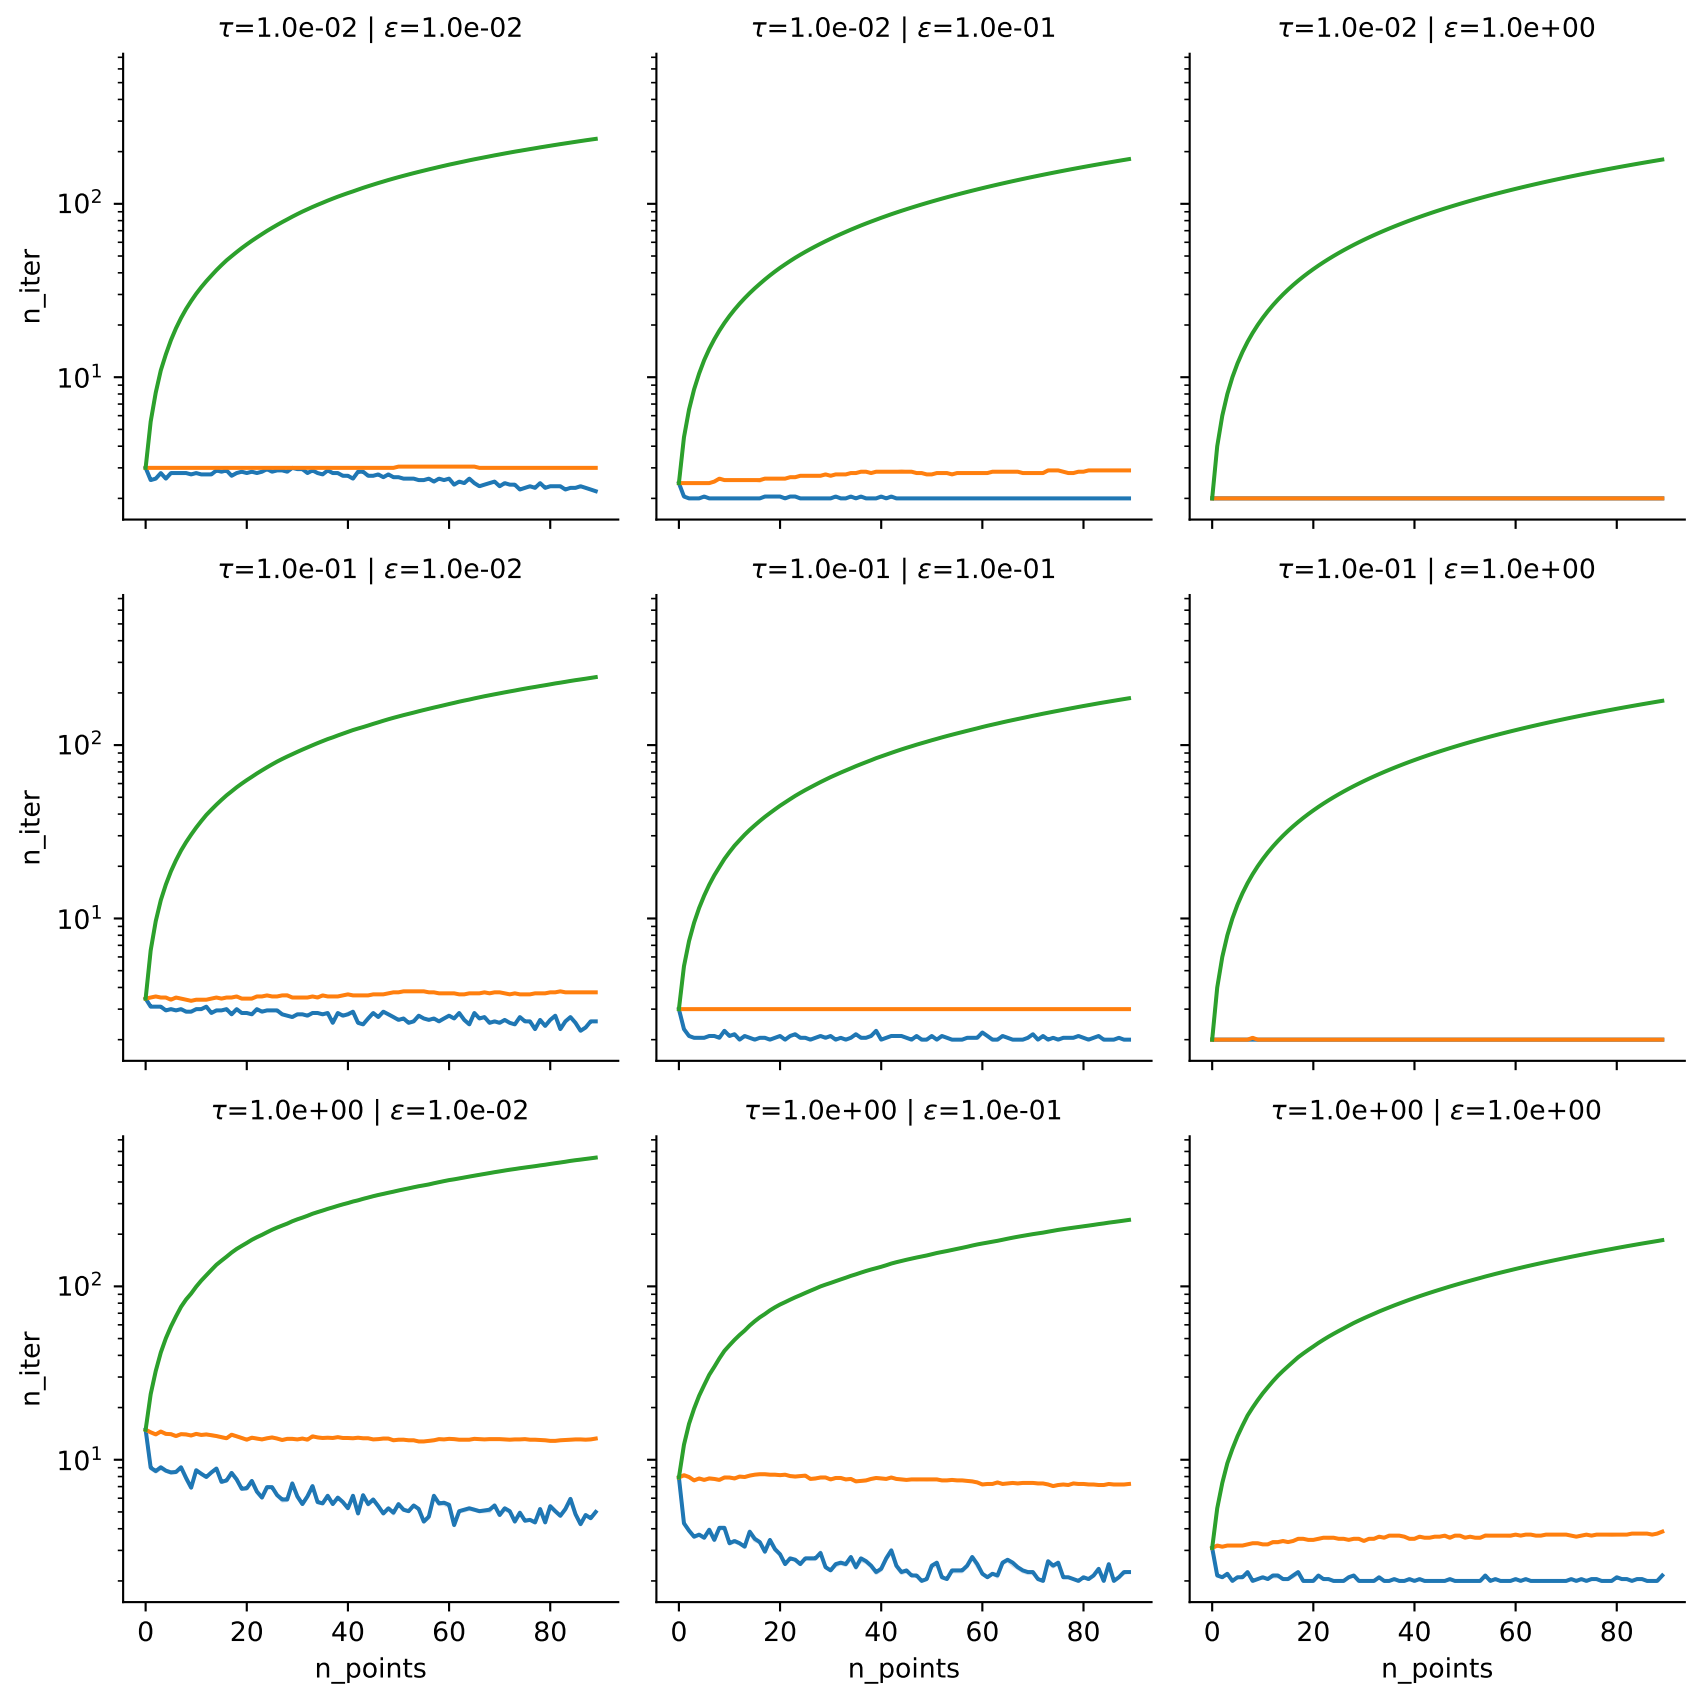 τ=1.0e-02 | ε=1.0e-02
τ=1.0e-02 | ε=1.0e-01
τ=1.0e-02 | ε=1.0e+00
n_iter
10²
10¹
τ=1.0e-01 | ε=1.0e-02
τ=1.0e-01 | ε=1.0e-01
τ=1.0e-01 | ε=1.0e+00
n_iter
10²
10¹
τ=1.0e+00 | ε=1.0e-02
τ=1.0e+00 | ε=1.0e-01
τ=1.0e+00 | ε=1.0e+00
n_iter
10²
10¹
0 20 40 60 80
0 20 40 60 80
0 20 40 60 80
n_points
n_points
n_points